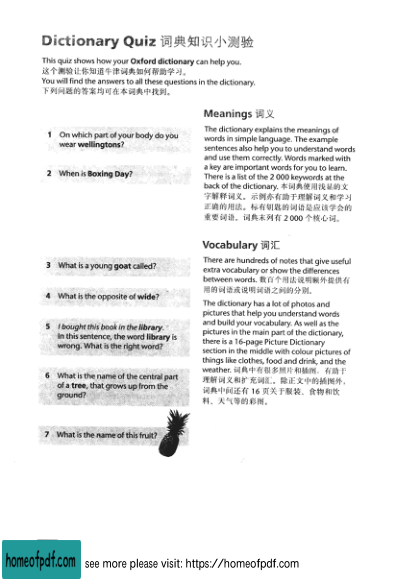 Dictionary Quiz 词典知识小测验
This quiz shows how your Oxford dictionary can help you.
这个测验让你知道牛津词典如何帮助学习。
You will find the answers to all these questions in the dictionary.
下列问题的答案均可在本词典中找到。
1 On which part of your body do you
wear wellingtons?
2 When is Boxing Day?
Meanings 词义
The dictionary explains the meanings of
words in simple language. The example
sentences also help you to understand words
and use them correctly. Words marked with
a key are important words for you to learn.
There is a list of the 2 000 keywords at the
back of the dictionary. 本词典使用浅显的文
字解释词义。示例亦有助于理解词义和学习
正确的用法。标有钥匙的词语是应该学会的
重要词语。词典末列有 2 000 个核心词。
3 What is a young goat called?
4 What is the opposite of wide?
5 I bought this book in the library.
In this sentence, the word library is
wrong. What is the right word?
6 What is the name of the central part
of a tree, that grows up from the
ground?
7 What is the name of this fruit?
Vocabulary 词汇
There are hundreds of notes that give useful
extra vocabulary or show the differences
between words. 数百个用法说明额外提供有
用的词语或说明词语之间的分别。
The dictionary has a lot of photos and
pictures that help you understand words
and build your vocabulary. As well as the
pictures in the main part of the dictionary,
there is a 16-page Picture Dictionary
section in the middle with colour pictures of
things like clothes, food and drink, and the
weather. 词典中有很多照片和插图，有助于
理解词义和扩充词汇。除正文中的插图外，
词典中间还有 16 页关于服装、食物和饮
料、天气等的彩图。
homeofpdf.com
see more please visit: https://homeofpdf.com